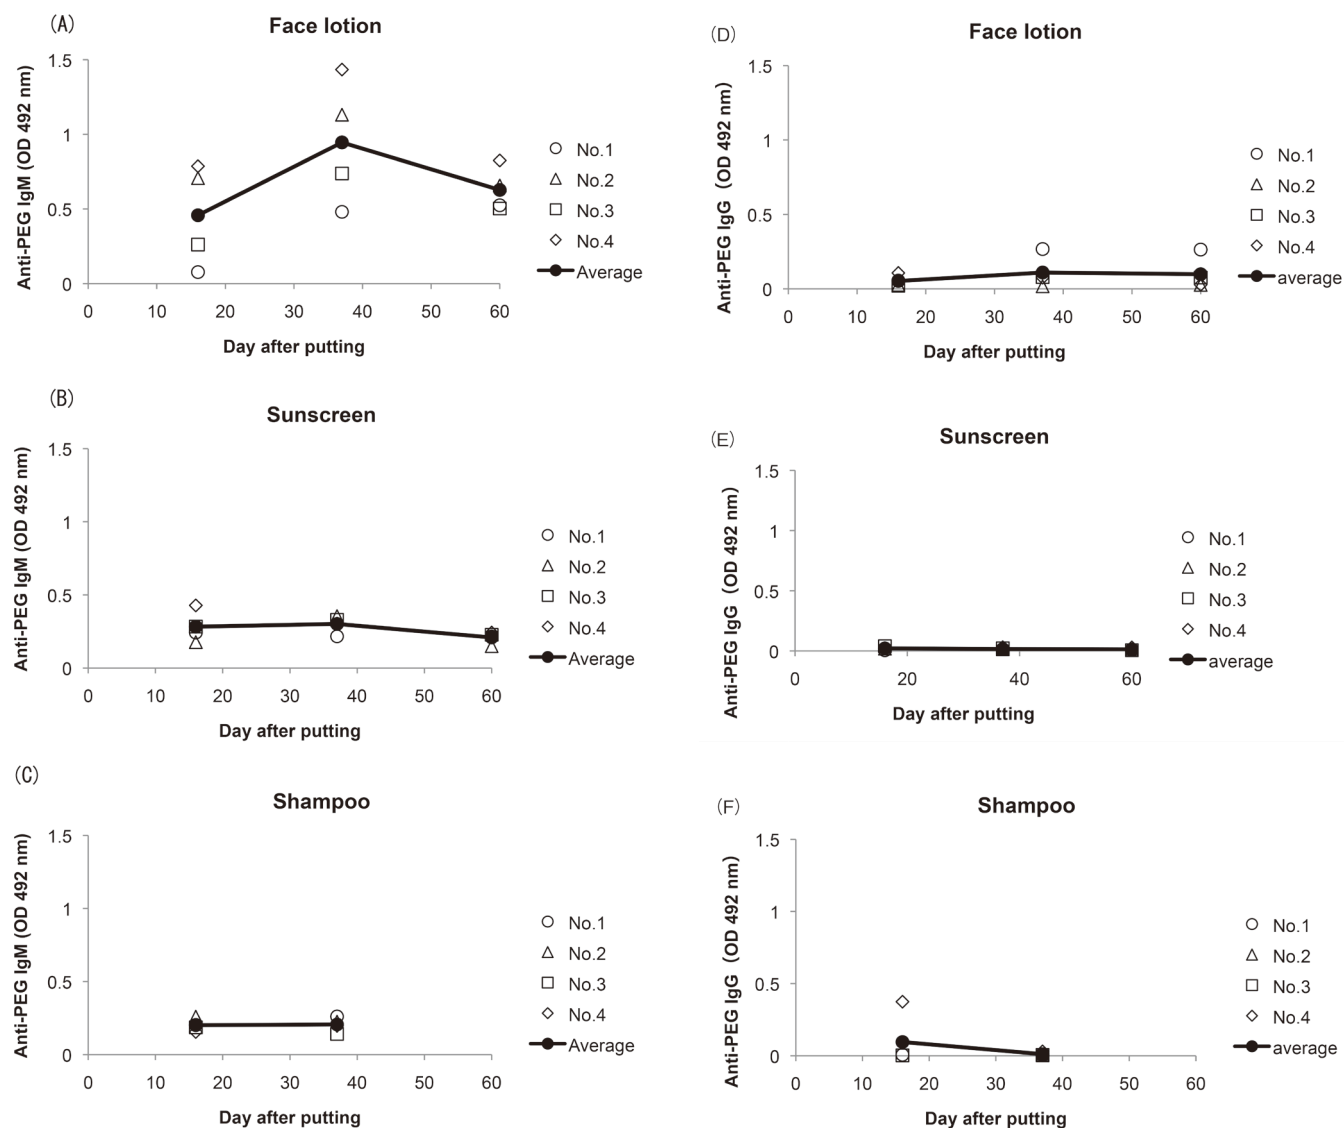 (A)
Face lotion
Anti-PEG IgM (OD 492 nm)
1.5
1
0.5
0
0 10 20 30 40 50 60
Day after putting
No.1
No.2
No.3
No.4
Average
(B)
Sunscreen
Anti-PEG IgM (OD 492 nm)
1.5
1
0.5
0
0 10 20 30 40 50 60
Day after putting
No.1
No.2
No.3
No.4
Average
(C)
Shampoo
Anti-PEG IgM (OD 492 nm)
1.5
1
0.5
0
0 10 20 30 40 50 60
Day after putting
No.1
No.2
No.3
No.4
Average
(D)
Face lotion
Anti-PEG IgG (OD 492 nm)
1.5
1
0.5
0
0 10 20 30 40 50 60
Day after putting
No.1
No.2
No.3
No.4
average
(E)
Sunscreen
Anti-PEG IgG (OD 492 nm)
1.5
1
0.5
0
0 20 40 60
Day after putting
No.1
No.2
No.3
No.4
average
(F)
Shampoo
Anti-PEG IgG (OD 492 nm)
1.5
1
0.5
0
0 10 20 30 40 50 60
Day after putting
No.1
No.2
No.3
No.4
average